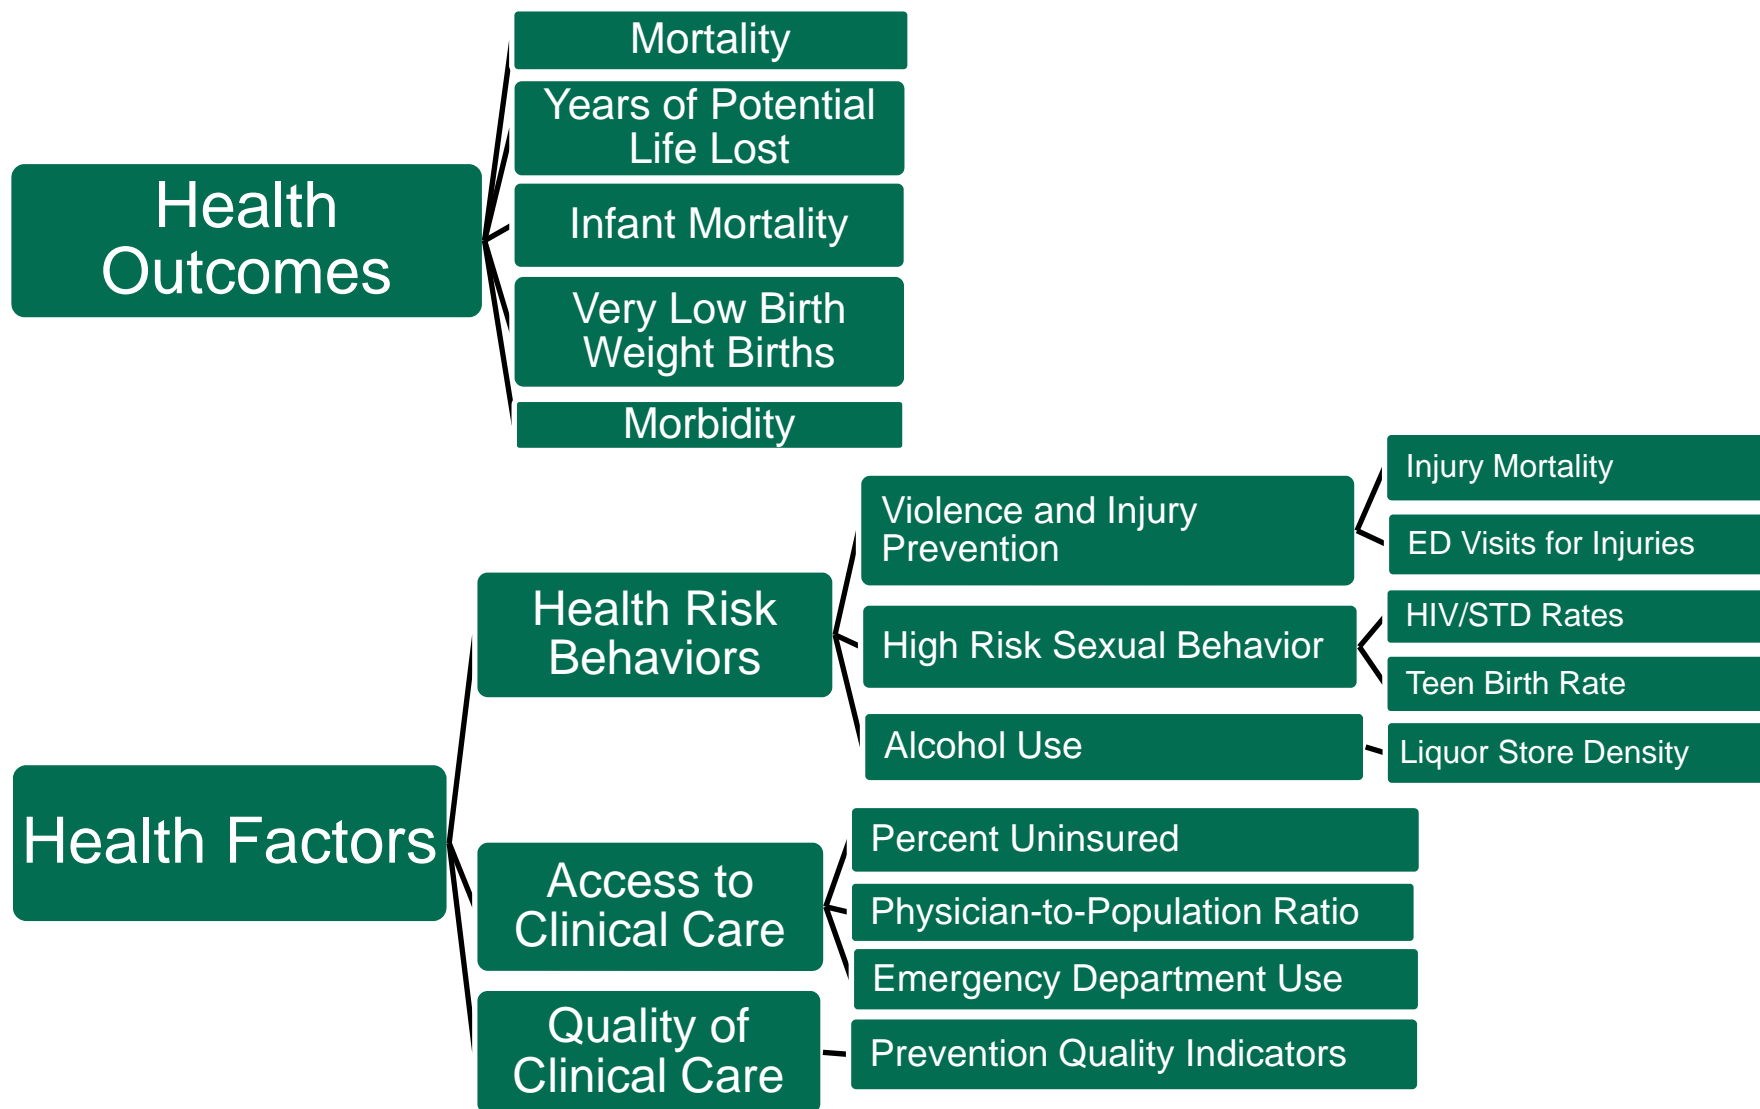 Health
Outcomes
Mortality
Years of Potential
Life Lost
Infant Mortality
Very Low Birth
Weight Births
Morbidity
Health Factors
Health Risk
Behaviors
Violence and Injury
Prevention
Injury Mortality
ED Visits for Injuries
High Risk Sexual Behavior
HIV/STD Rates
Teen Birth Rate
Alcohol Use
Liquor Store Density
Access to
Clinical Care
Percent Uninsured
Physician-to-Population Ratio
Emergency Department Use
Quality of
Clinical Care
Prevention Quality Indicators